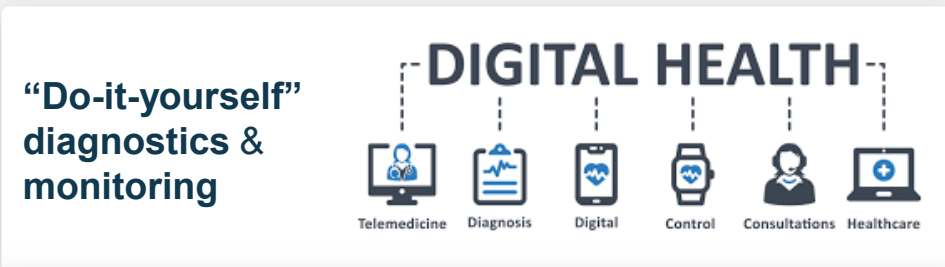 “Do-it-yourself”
diagnostics &
monitoring
DIGITAL HEALTH
Telemedicine
Diagnosis
Digital
Control
Consultations
Healthcare